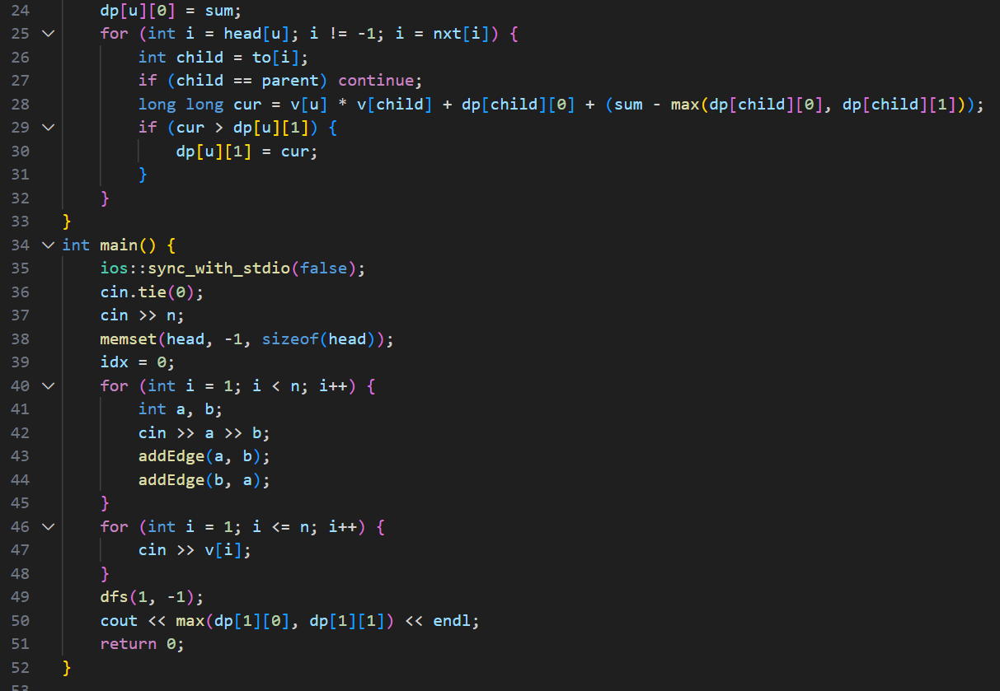 24 dp[u][0] = sum;
25 for (int i = head[u]; i != -1; i = nxt[i]) {
26 int child = to[i];
27 if (child == parent) continue;
28 long long cur = v[u] * v[child] + dp[child][0] + (sum - max(dp[child][0], dp[child][1]));
29 if (cur > dp[u][1]) {
30 dp[u][1] = cur;
31 }
32 }
33 }
34 int main() {
35 ios::sync_with_stdio(false);
36 cin.tie(0);
37 cin >> n;
38 memset(head, -1, sizeof(head));
39 idx = 0;
40 for (int i = 1; i < n; i++) {
41 int a, b;
42 cin >> a >> b;
43 addEdge(a, b);
44 addEdge(b, a);
45 }
46 for (int i = 1; i <= n; i++) {
47 cin >> v[i];
48 }
49 dfs(1, -1);
50 cout << max(dp[1][0], dp[1][1]) << endl;
51 return 0;
52 }
53